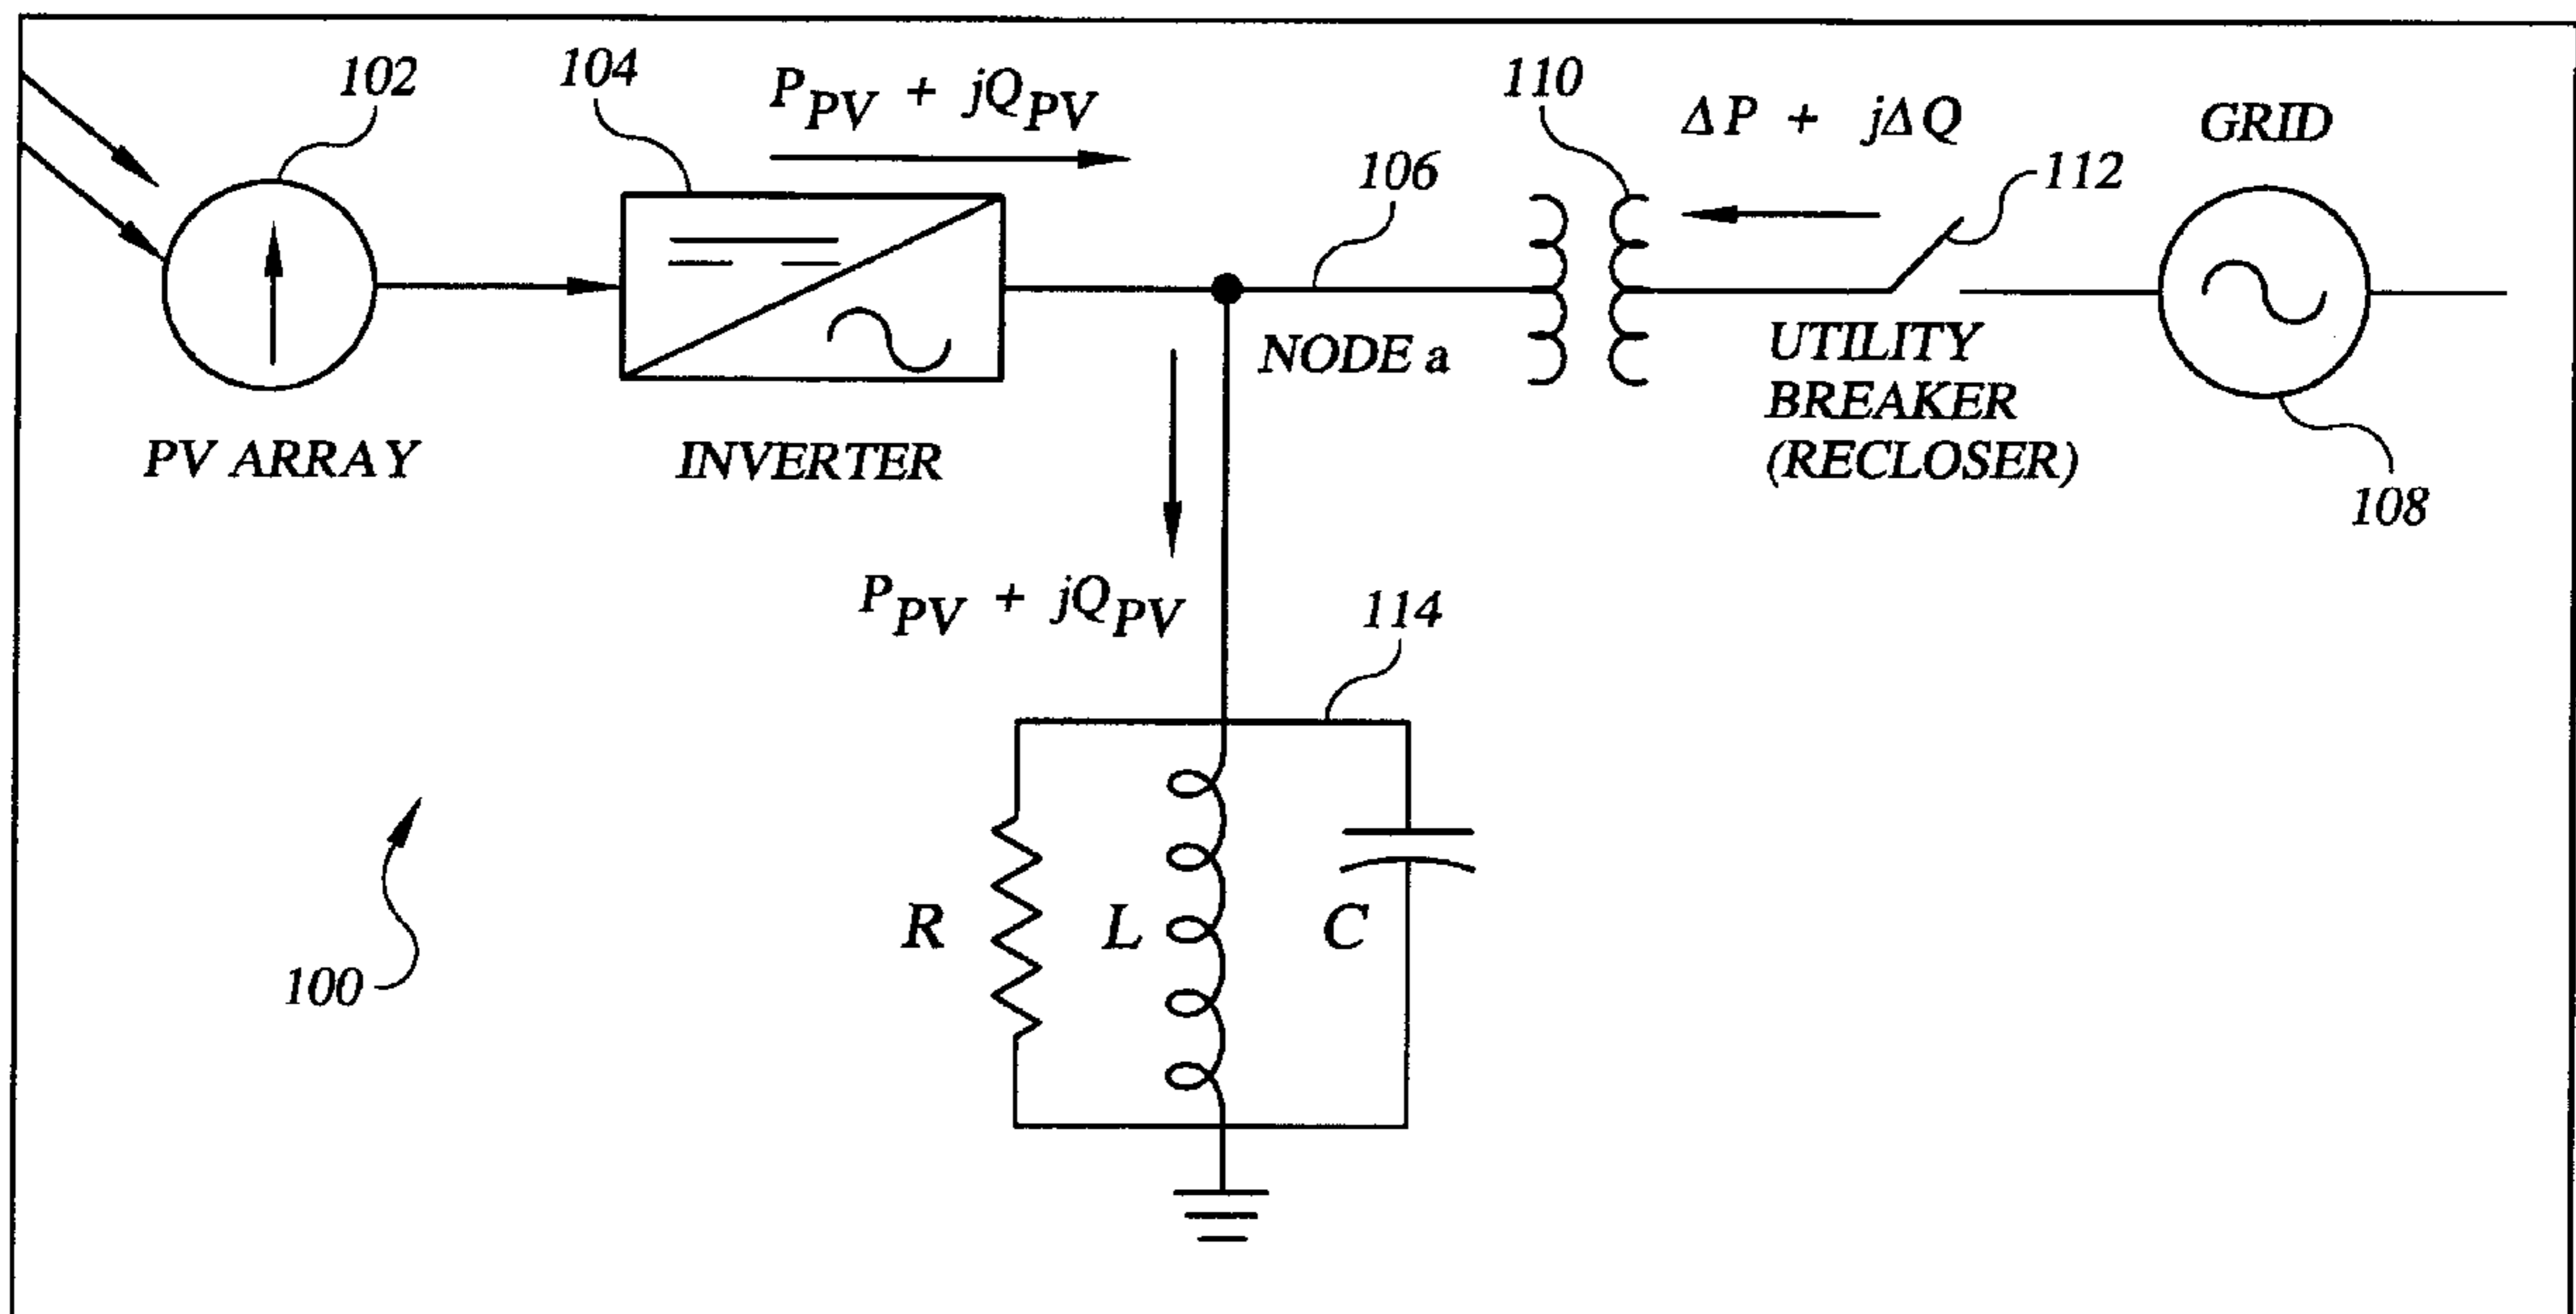 102
104
P_PV + jQ_PV
110
ΔP + jΔQ
GRID
106
112
NODE a
UTILITY
BREAKER
(RECLOSER)
PV ARRAY
INVERTER
108
P_PV + jQ_PV
114
R
L
C
100